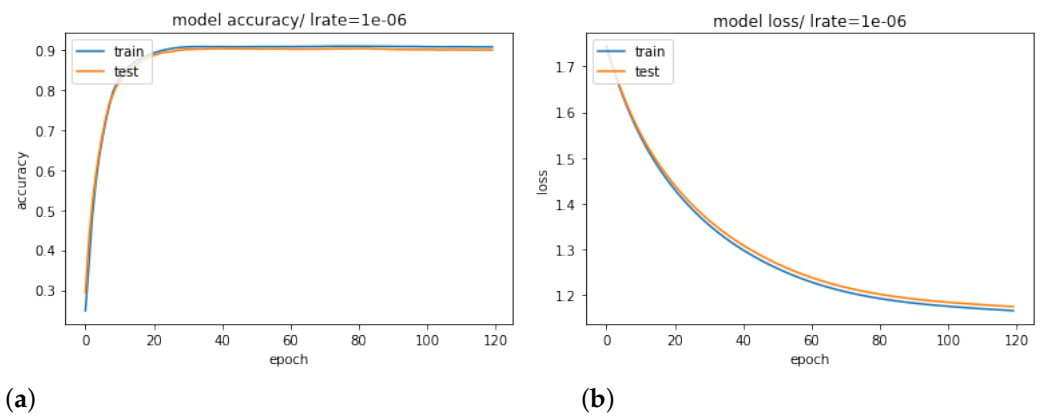 model accuracy/ lrate=1e-06
train
test
0.9
0.8
0.7
0.6
0.5
0.4
0.3
accuracy
0 20 40 60 80 100 120
epoch
(a)
model loss/ lrate=1e-06
train
test
1.7
1.6
1.5
1.4
1.3
1.2
loss
0 20 40 60 80 100 120
epoch
(b)